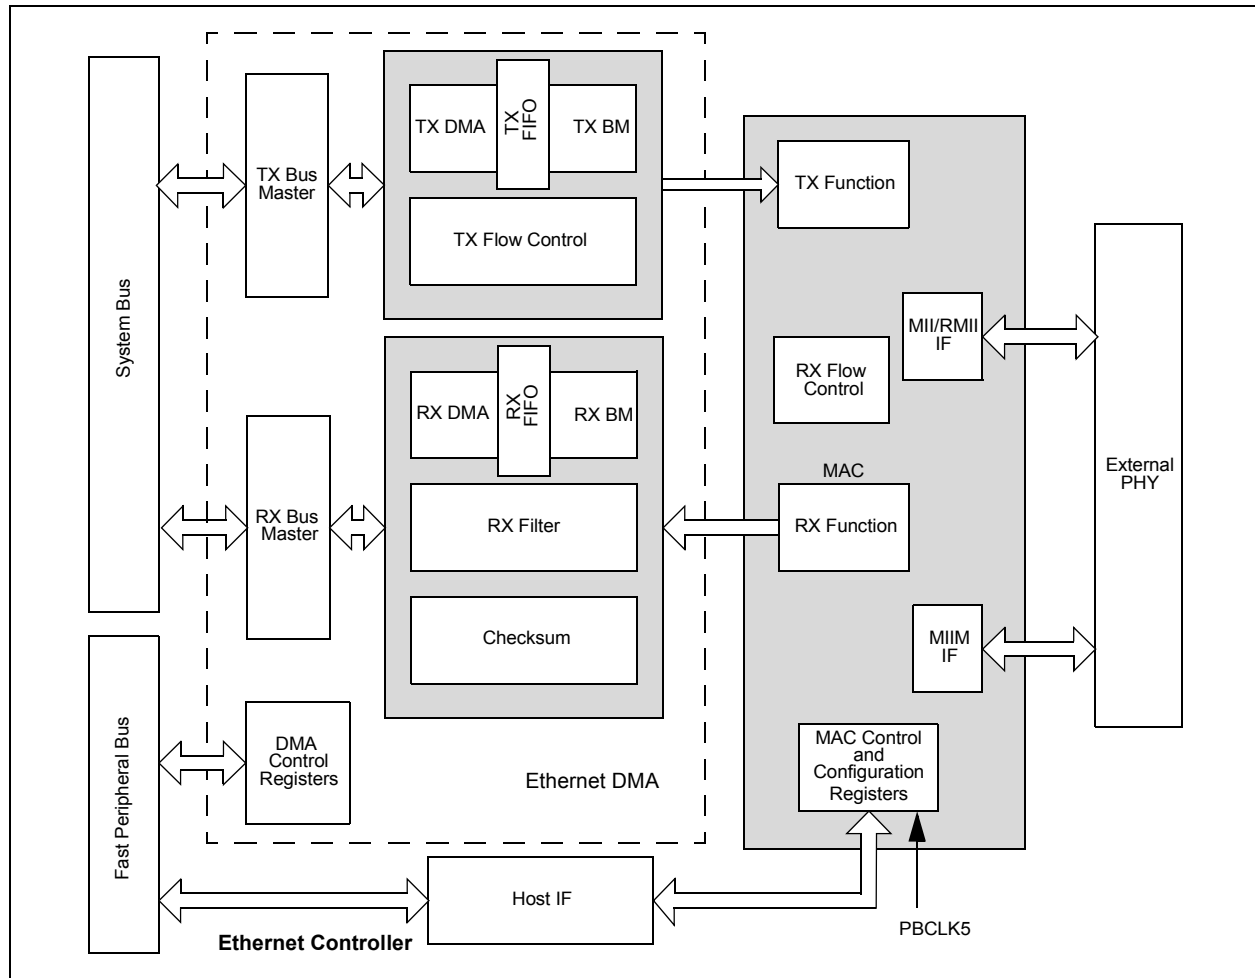 System Bus
Fast Peripheral Bus
TX Bus
Master
TX DMA
TX
FIFO
TX BM
TX Flow Control
RX Bus
Master
RX DMA
RX
FIFO
RX BM
RX Filter
Checksum
DMA
Control
Registers
Ethernet DMA
TX Function
MII/RMII
IF
RX Flow
Control
MAC
RX Function
MIIM
IF
MAC Control
and
Configuration
Registers
External
PHY
Host IF
PBCLK5
Ethernet Controller